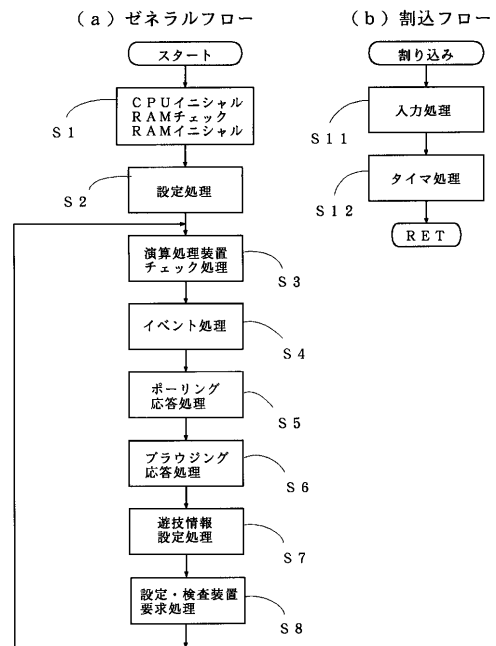 (a)ゼネラルフロー
スタート
CPUイニシャル
RAMチェック
RAMイニシャル
S1
設定処理
S2
演算処理装置
チェック処理
S3
イベント処理
S4
ポーリング
応答処理
S5
ブラウジング
応答処理
S6
遊技情報
設定処理
S7
設定・検査装置
要求処理
S8
(b)割込フロー
割り込み
入力処理
S11
タイマ処理
S12
RET